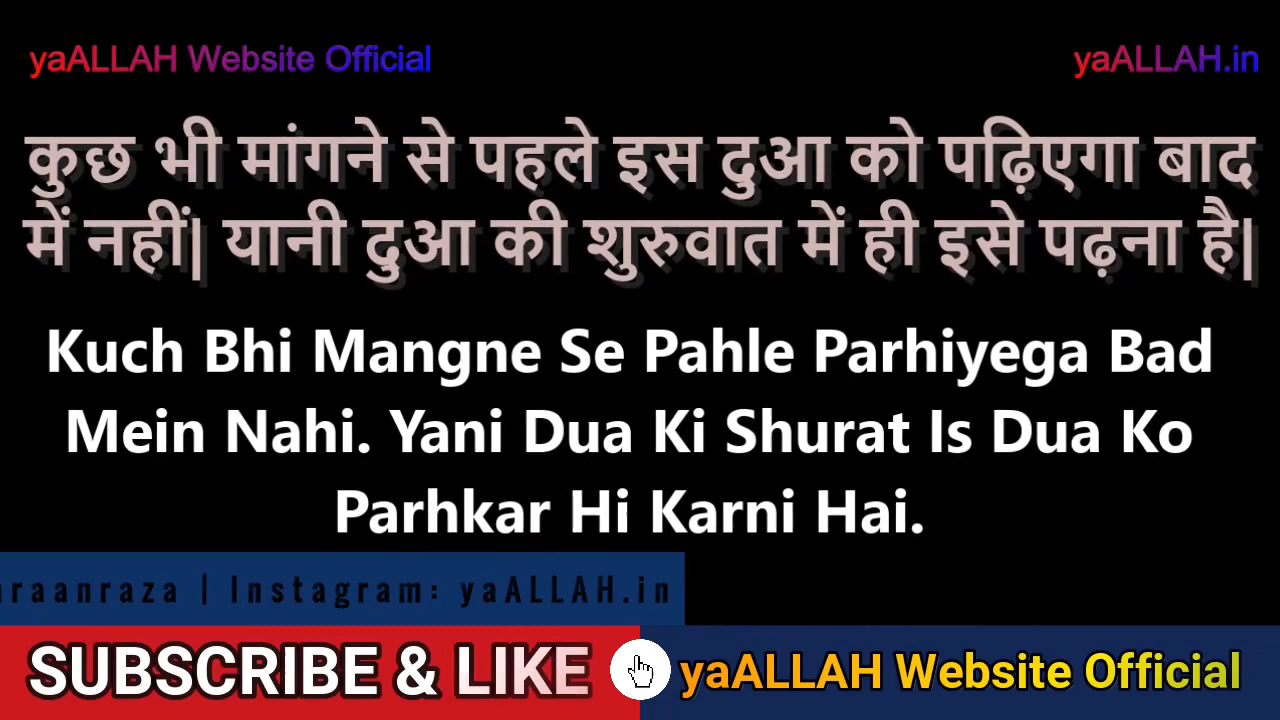 yaALLAH Website Official
yaALLAH.in
कुछ भी मांगने से पहले इस दुआ को पढ़िएगा बाद
में नहीं| यानी दुआ की शुरुवात में ही इसे पढ़ना है|
Kuch Bhi Mangne Se Pahle Parhiyega Bad
Mein Nahi. Yani Dua Ki Shurat Is Dua Ko
Parhkar Hi Karni Hai.
| Instagram: yaALLAH.in
SUBSCRIBE & LIKE
yaALLAH Website Official